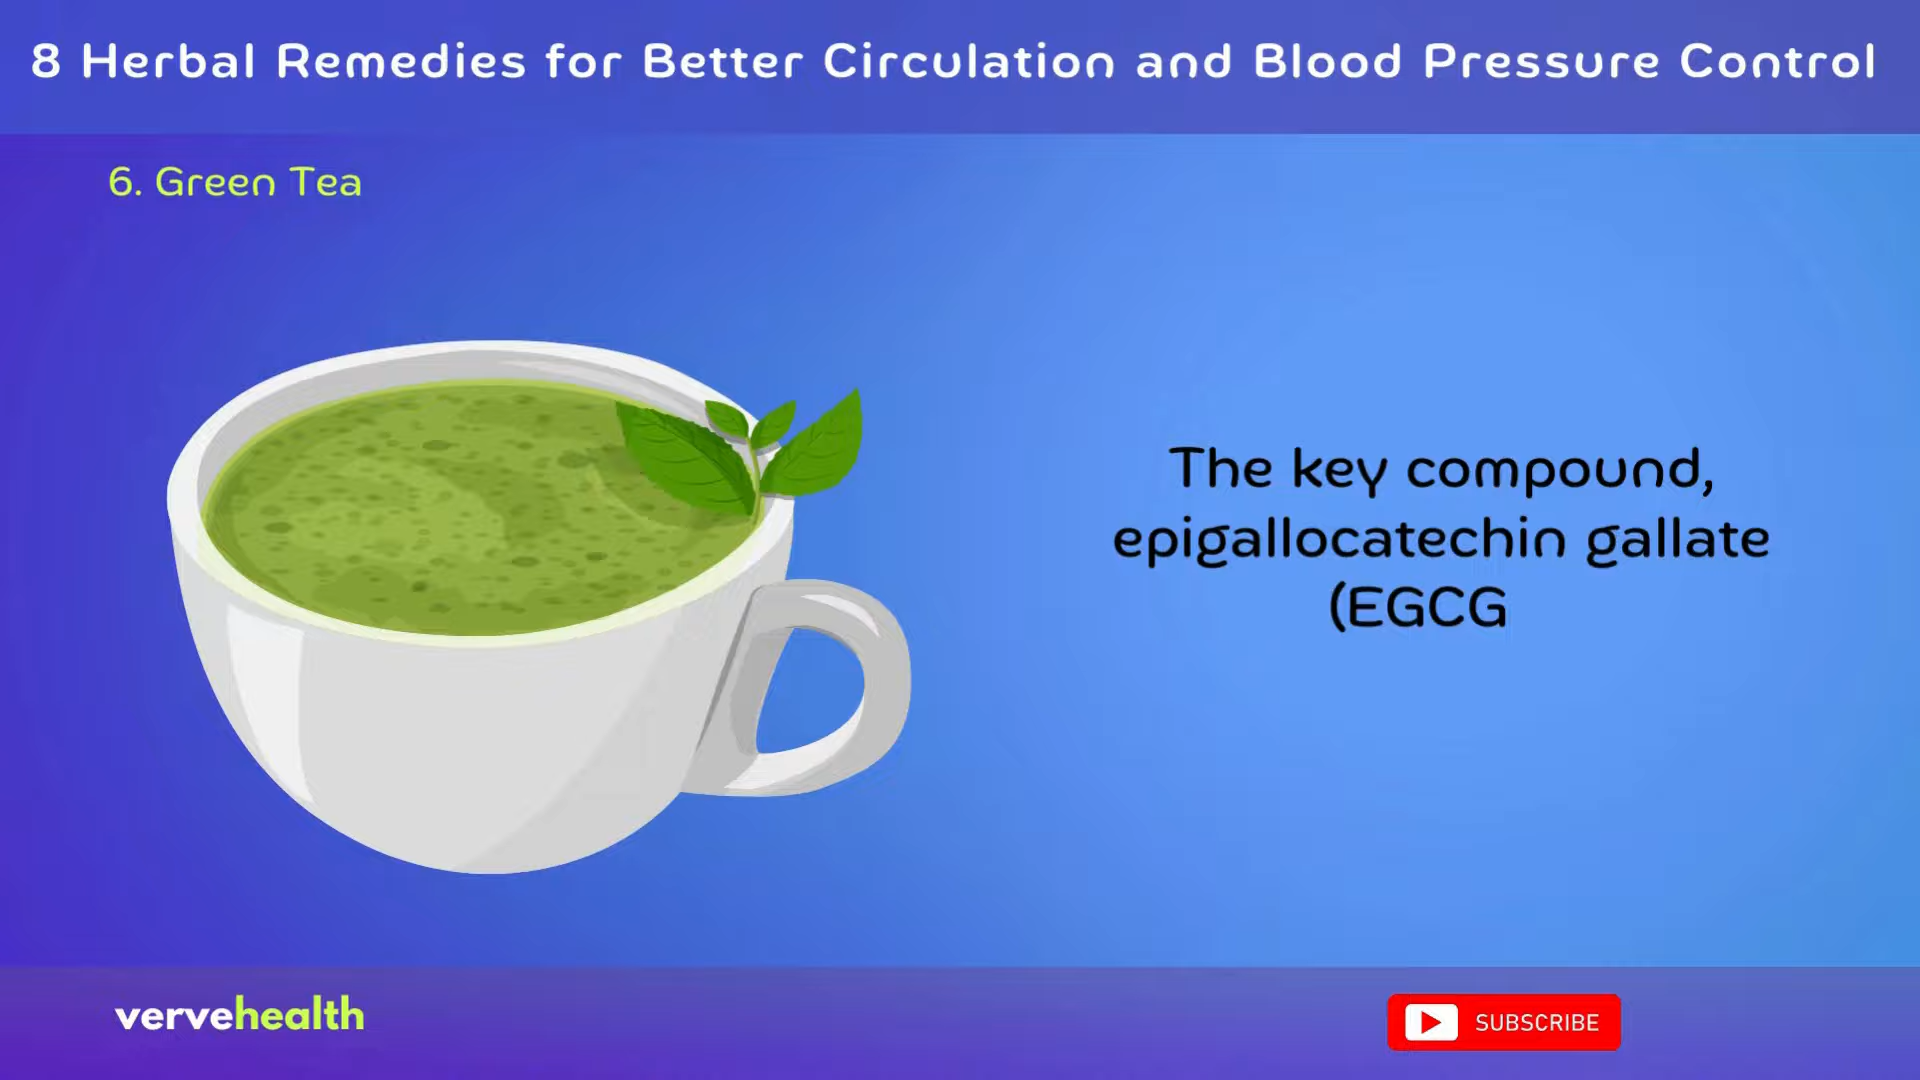 8 Herbal Remedies for Better Circulation and Blood Pressure Control
6. Green Tea
The key compound,
epigallocatechin gallate
(EGCG
vervehealth
SUBSCRIBE